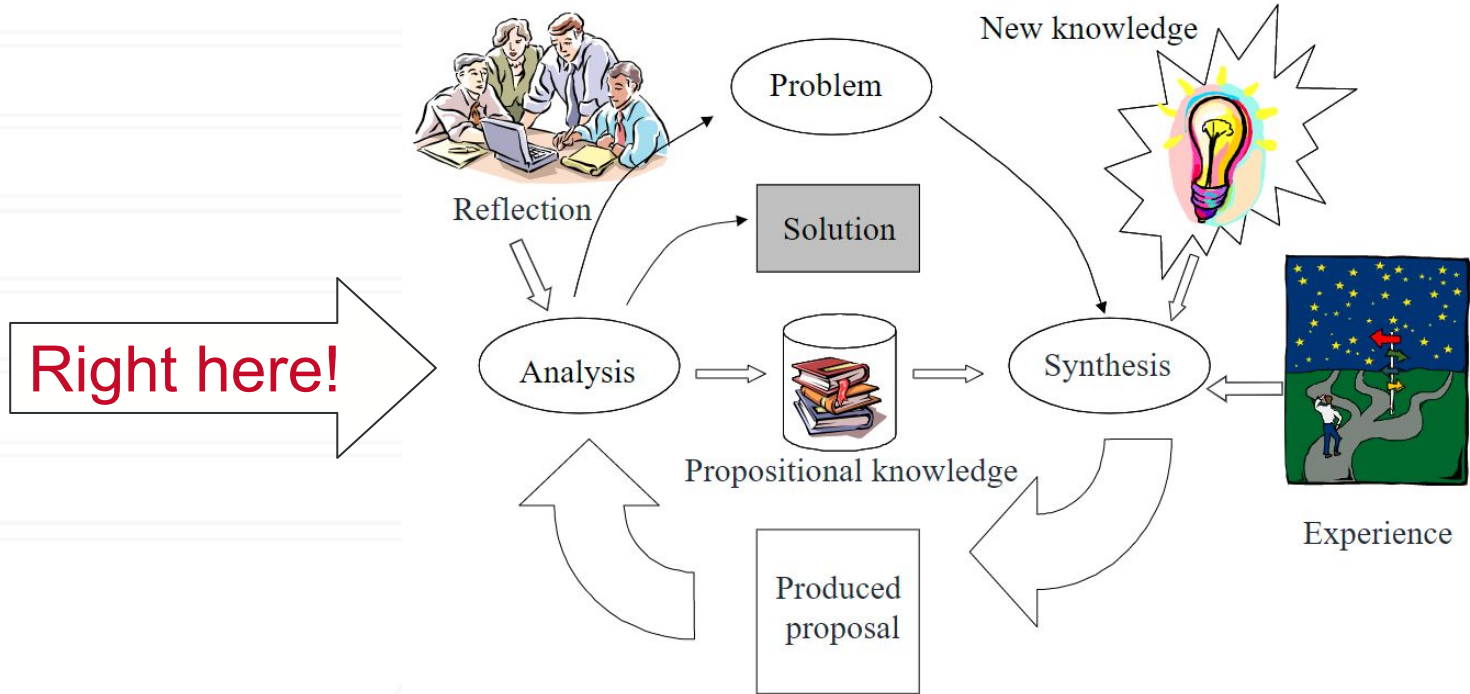 New knowledge
Problem
Reflection
Solution
Right here!
Analysis
Synthesis
Propositional knowledge
Experience
Produced
proposal